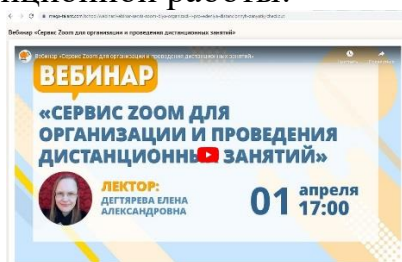 ционной работы.
Вебинар «Сервис Zoom для организации и проведения дистанционных занятий»
Вебинар «Сервис Zoom для организации и проведения дистанционных занятий»
ВЕБИНАР
«СЕРВИС ZOOM ДЛЯ
ОРГАНИЗАЦИИ И ПРОВЕДЕНИЯ
ДИСТАНЦИОННЫХ ЗАНЯТИЙ»
ЛЕКТОР:
ДЕГТЯРЕВА ЕЛЕНА
АЛЕКСАНДРОВНА
01 апреля
17:00